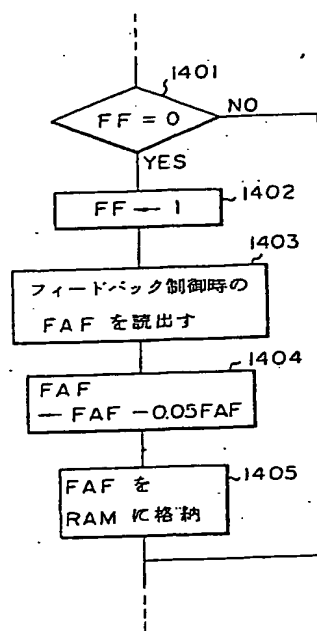 1401
FF = 0
NO
YES
1402
FF ← 1
1403
フィードバック制御時の
FAF を読出す
1404
FAF
← FAF - 0.05FAF
1405
FAF を
RAM に格納